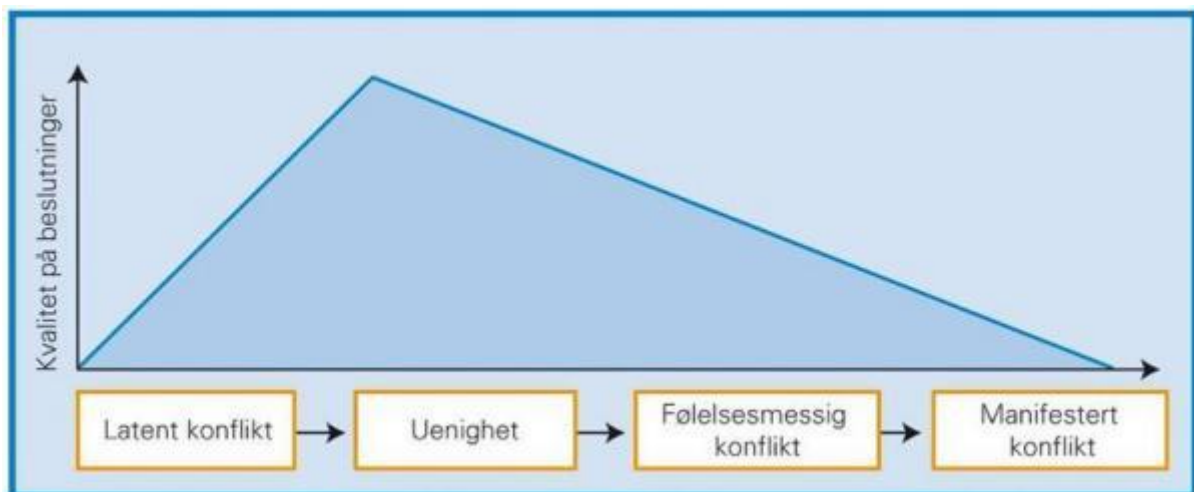 Kvalitet på beslutninger
Latent konflikt
Uenighet
Følelsesmessig
konflikt
Manifestert
konflikt